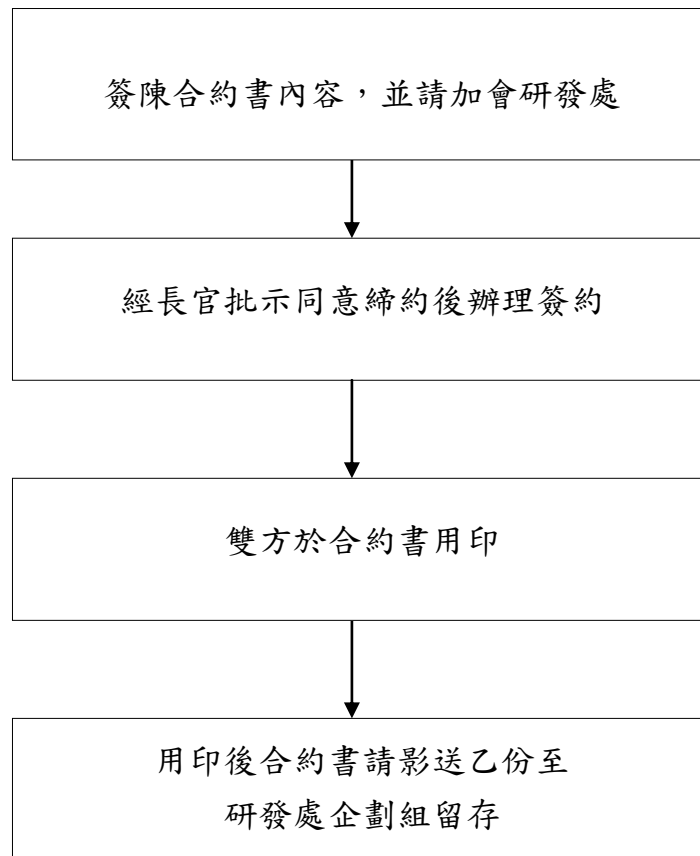 簽陳合約書內容，並請加會研發處
經長官批示同意締約後辦理簽約
雙方於合約書用印
用印後合約書請影送乙份至
研發處企劃組留存